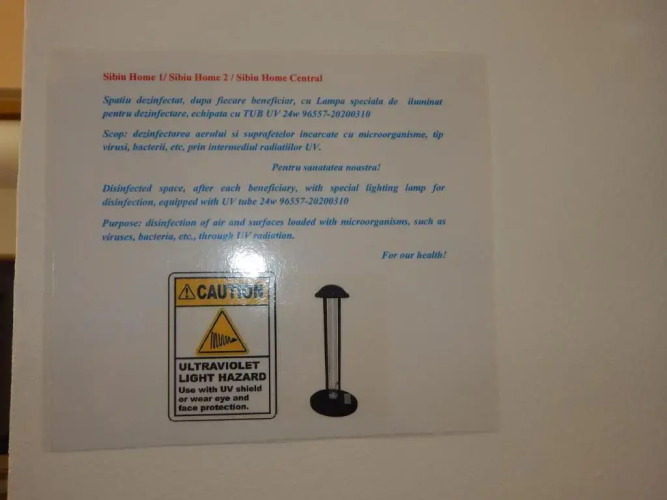 Sibiu Home 1/ Sibiu Home 2 / Sibiu Home Central
Spatiu dezinfectat, dupa fiecare beneficiar, cu Lampa speciala de iluminat
pentru dezinfectare, echipata cu TUB UV 24w 96557-20200310
Scop: dezinfectarea aerului si suprafetelor incarcate cu microorganisme, tip
virusi, bacterii, etc, prin intermediul radiatiilor UV.
Pentru sanatatea noastra!
Disinfected space, after each beneficiary, with special lighting lamp for
disinfection, equipped with UV tube 24w 96557-20200310
Purpose: disinfection of air and surfaces loaded with microorganisms, such as
viruses, bacteria, etc., through UV radiation.
For our health!
CAUTION
ULTRAVIOLET
LIGHT HAZARD
Use with UV shield
or wear eye and
face protection.